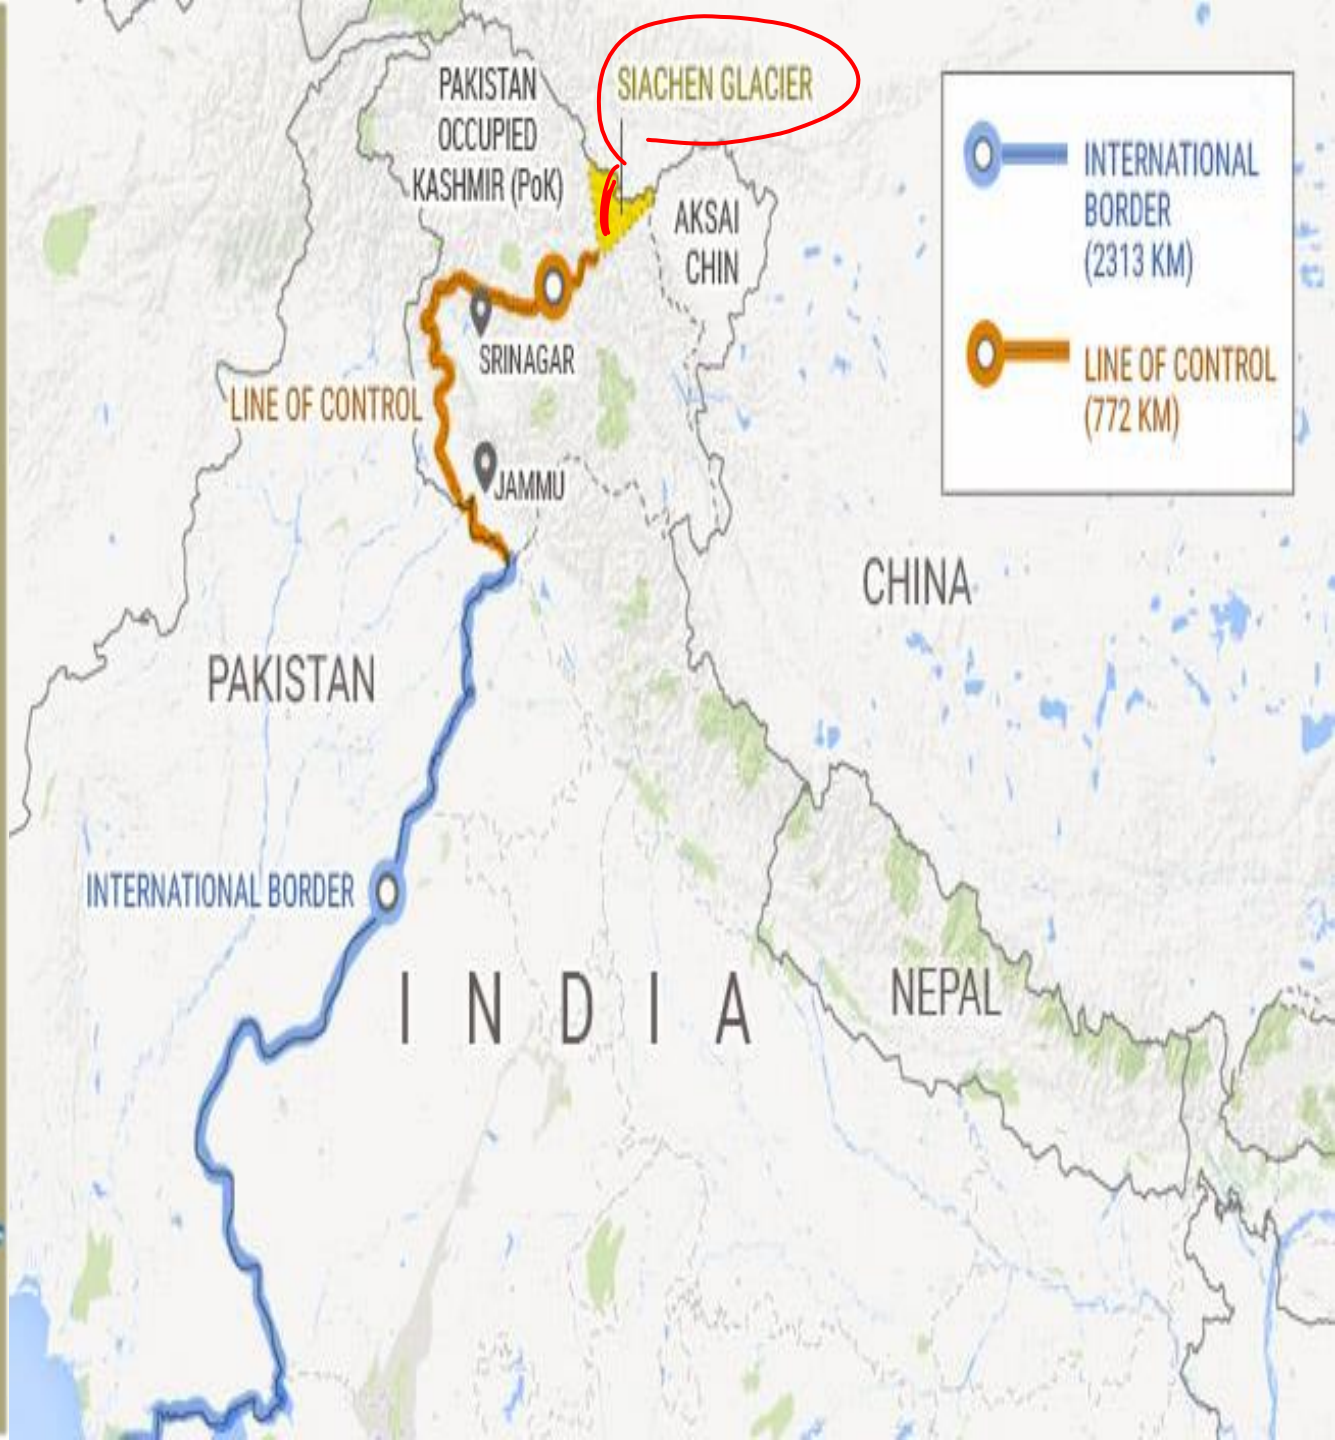 PAKISTAN
OCCUPIED
KASHMIR (PoK)
SIACHEN GLACIER
AKSAI
CHIN
INTERNATIONAL
BORDER
(2313 KM)
LINE OF CONTROL
(772 KM)
SRINAGAR
LINE OF CONTROL
JAMMU
CHINA
PAKISTAN
INTERNATIONAL BORDER
INDIA
NEPAL